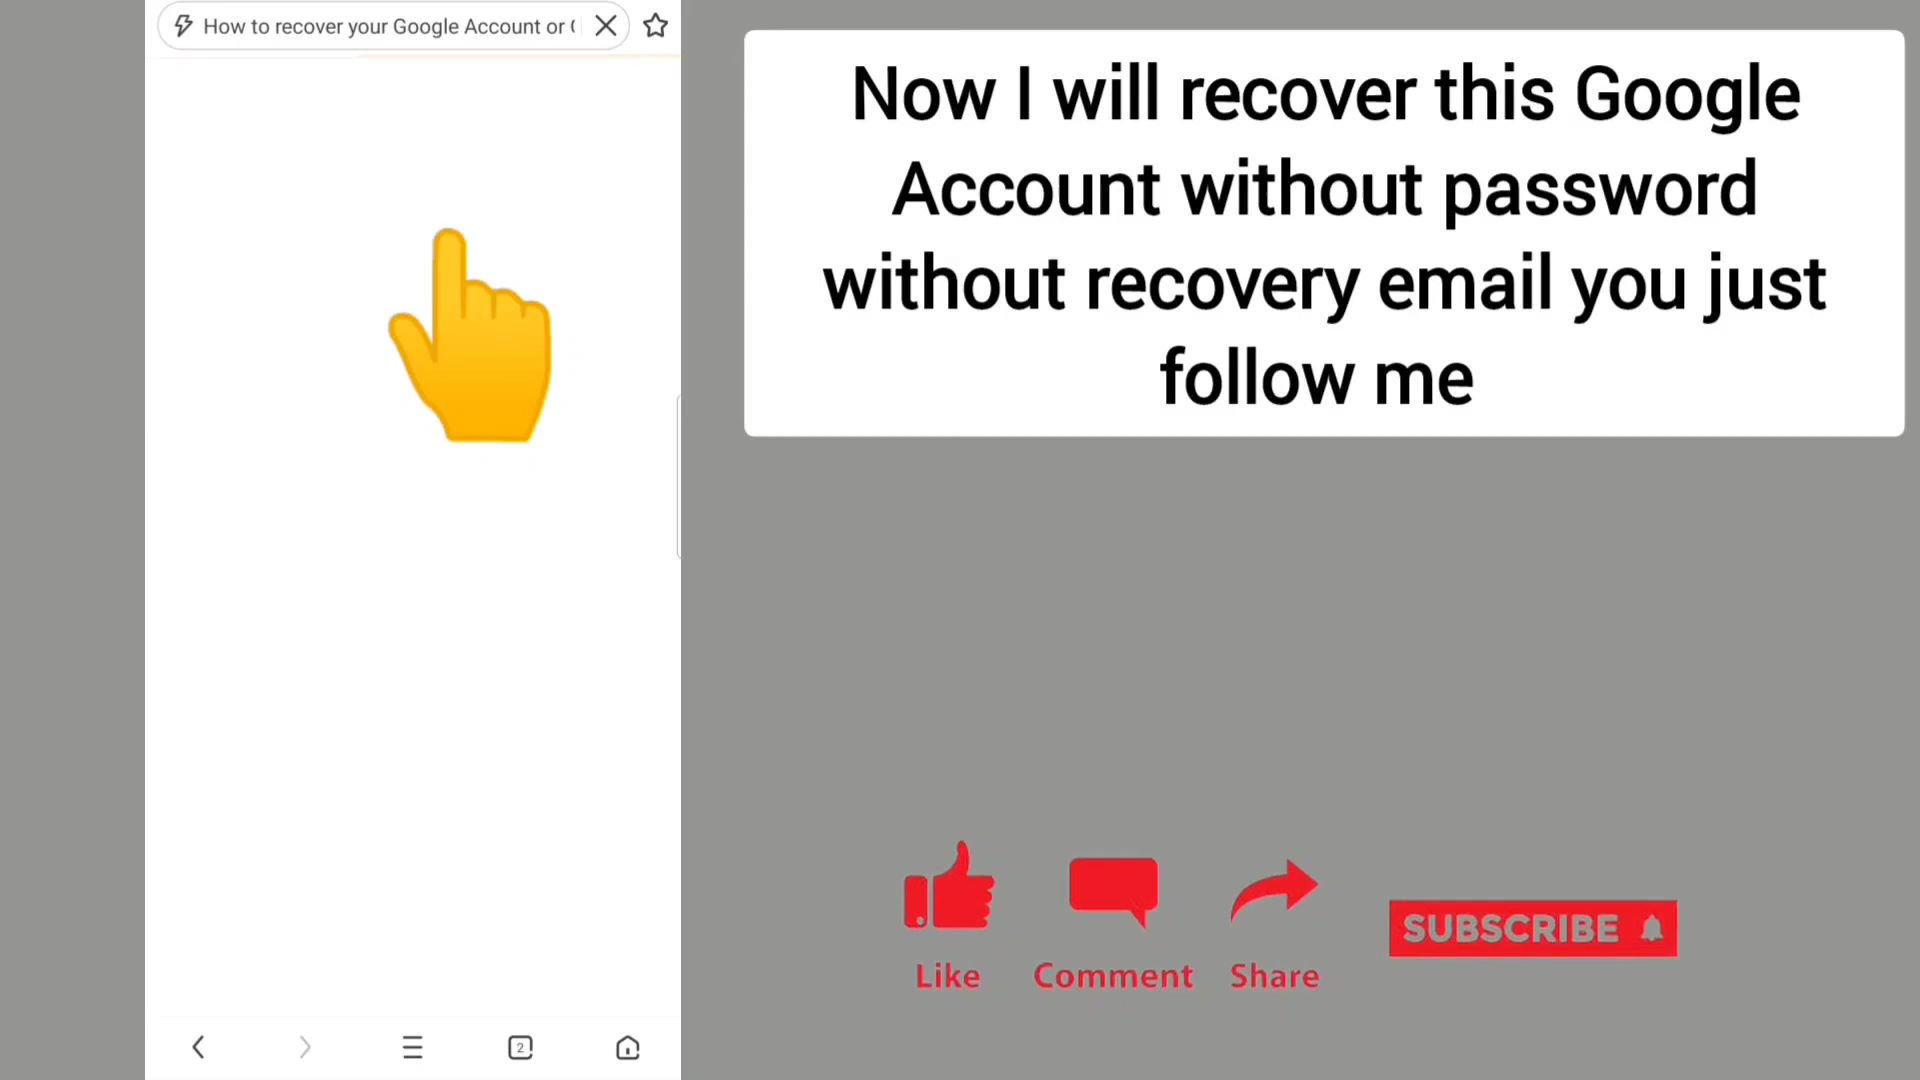 How to recover your Google Account or
Now I will recover this Google
Account without password
without recovery email you just
follow me
Like
Comment
Share
SUBSCRIBE
2